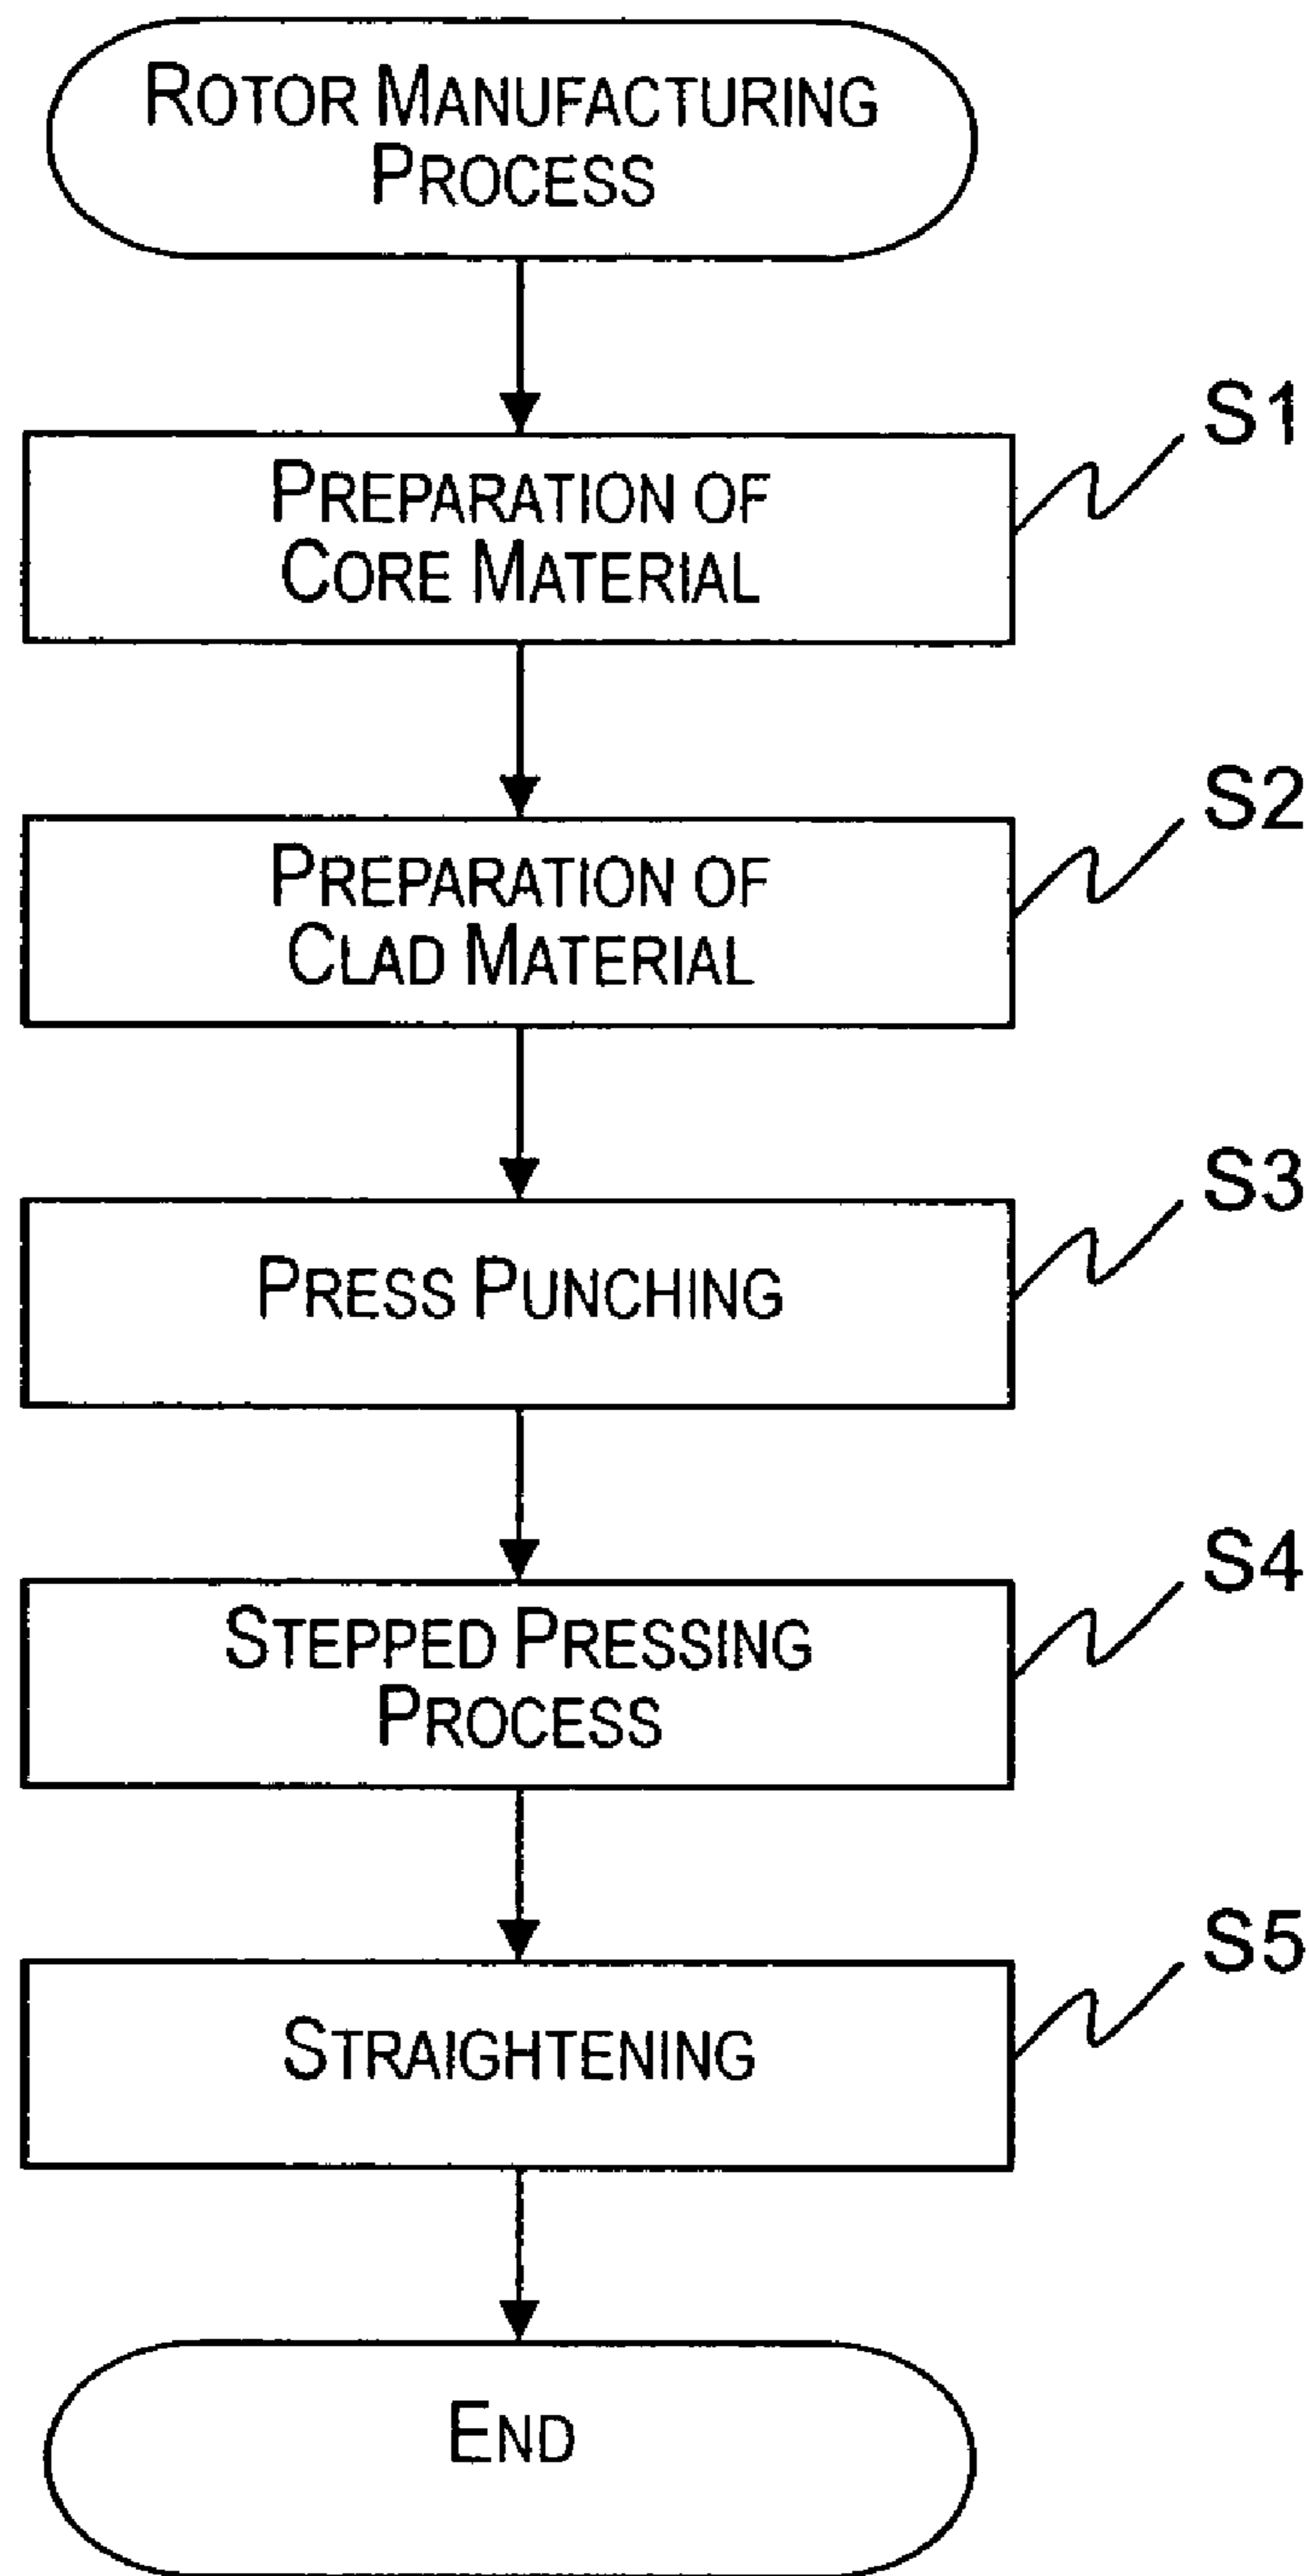 ROTOR MANUFACTURING
PROCESS
S1
PREPARATION OF
CORE MATERIAL
S2
PREPARATION OF
CLAD MATERIAL
S3
PRESS PUNCHING
S4
STEPPED PRESSING
PROCESS
S5
STRAIGHTENING
END